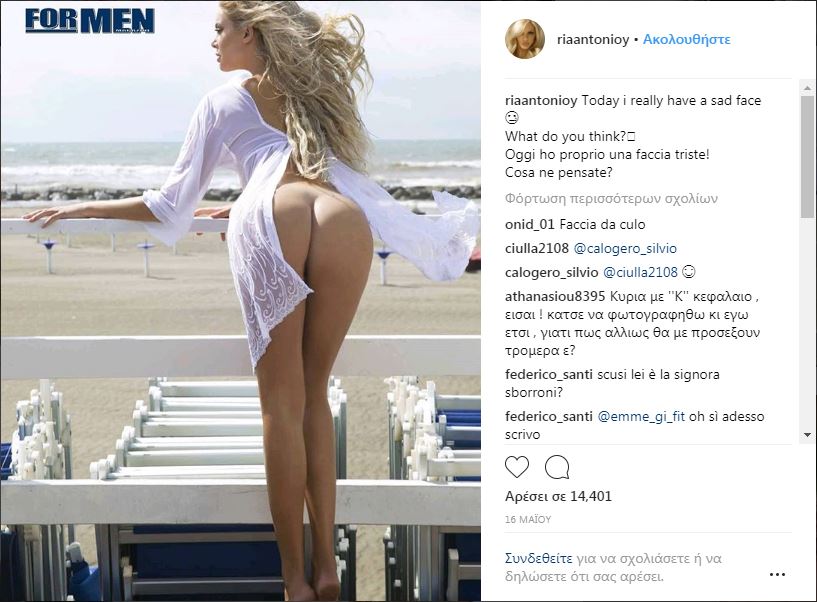 FOR MEN
MAGAZINE
riaantonioy • Ακολουθήστε
riaantonioy Today i really have a sad face
😐
What do you think?
Oggi ho proprio una faccia triste!
Cosa ne pensate?
Φόρτωση περισσότερων σχολίων
onid_01 Faccia da culo
ciulla2108 @calogero_silvio
calogero_silvio @ciulla2108 😏
athanasiou8395 Κυρια με ''Κ'' κεφαλαιο ,
εισαι ! κατσε να φωτογραφηθω κι εγω
ετσι , γιατι πως αλλιως θα με προσεξουν
τρομερα ε?
federico_santi scusi lei è la signora
sborroni?
federico_santi @emme_gi_fit oh sì adesso
scrivo
Αρέσει σε 14,401
16 ΜΑΪ́ΟΥ
Συνδεθείτε για να σχολιάσετε ή να
δηλώσετε ότι σας αρέσει.